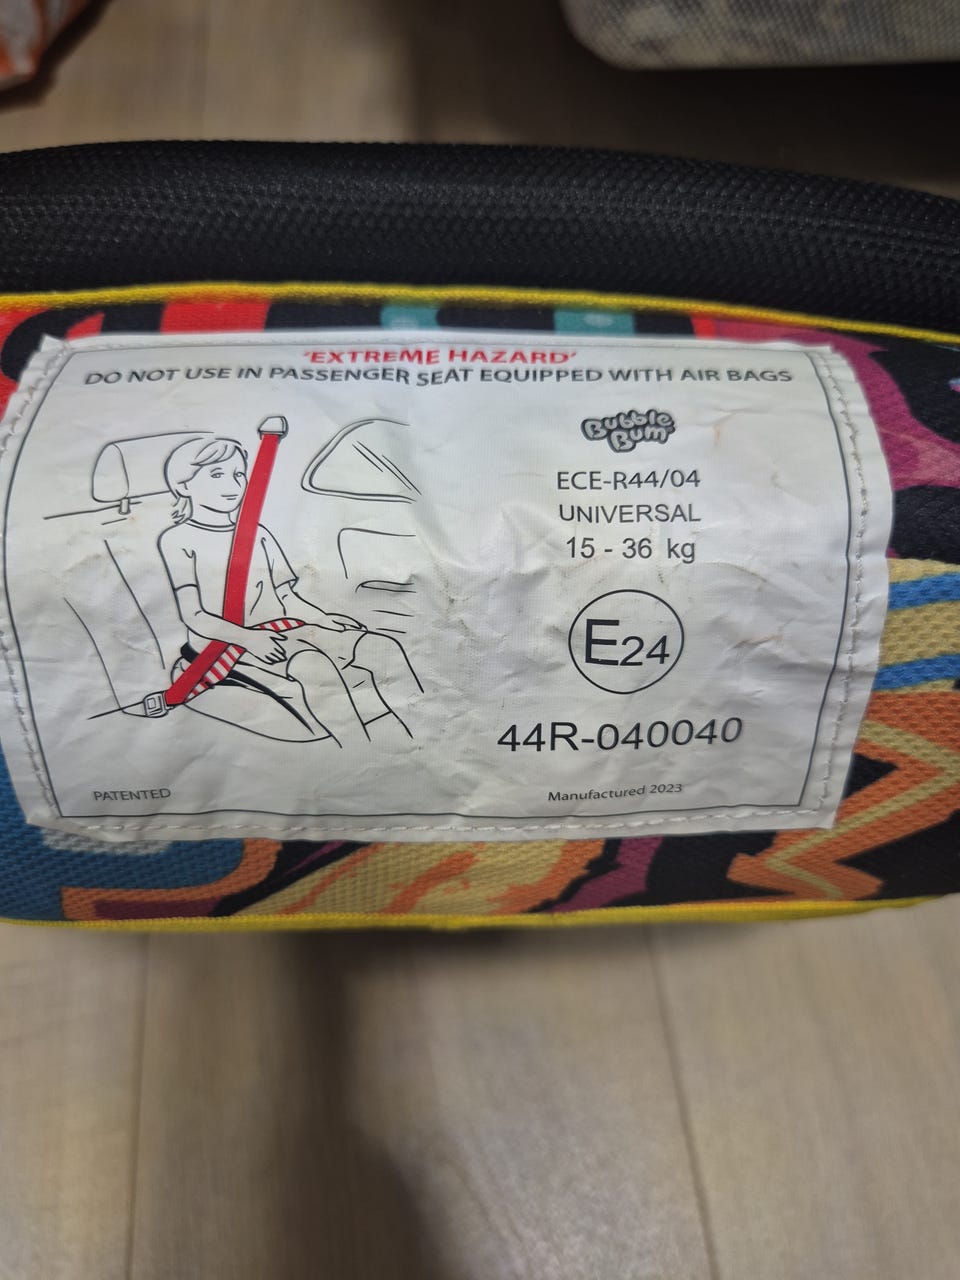 'EXTREME HAZARD'
DO NOT USE IN PASSENGER SEAT EQUIPPED WITH AIR BAGS
Bubble
Bum
ECE-R44/04
UNIVERSAL
15 - 36 kg
E24
44R-040040
PATENTED
Manufactured 2023